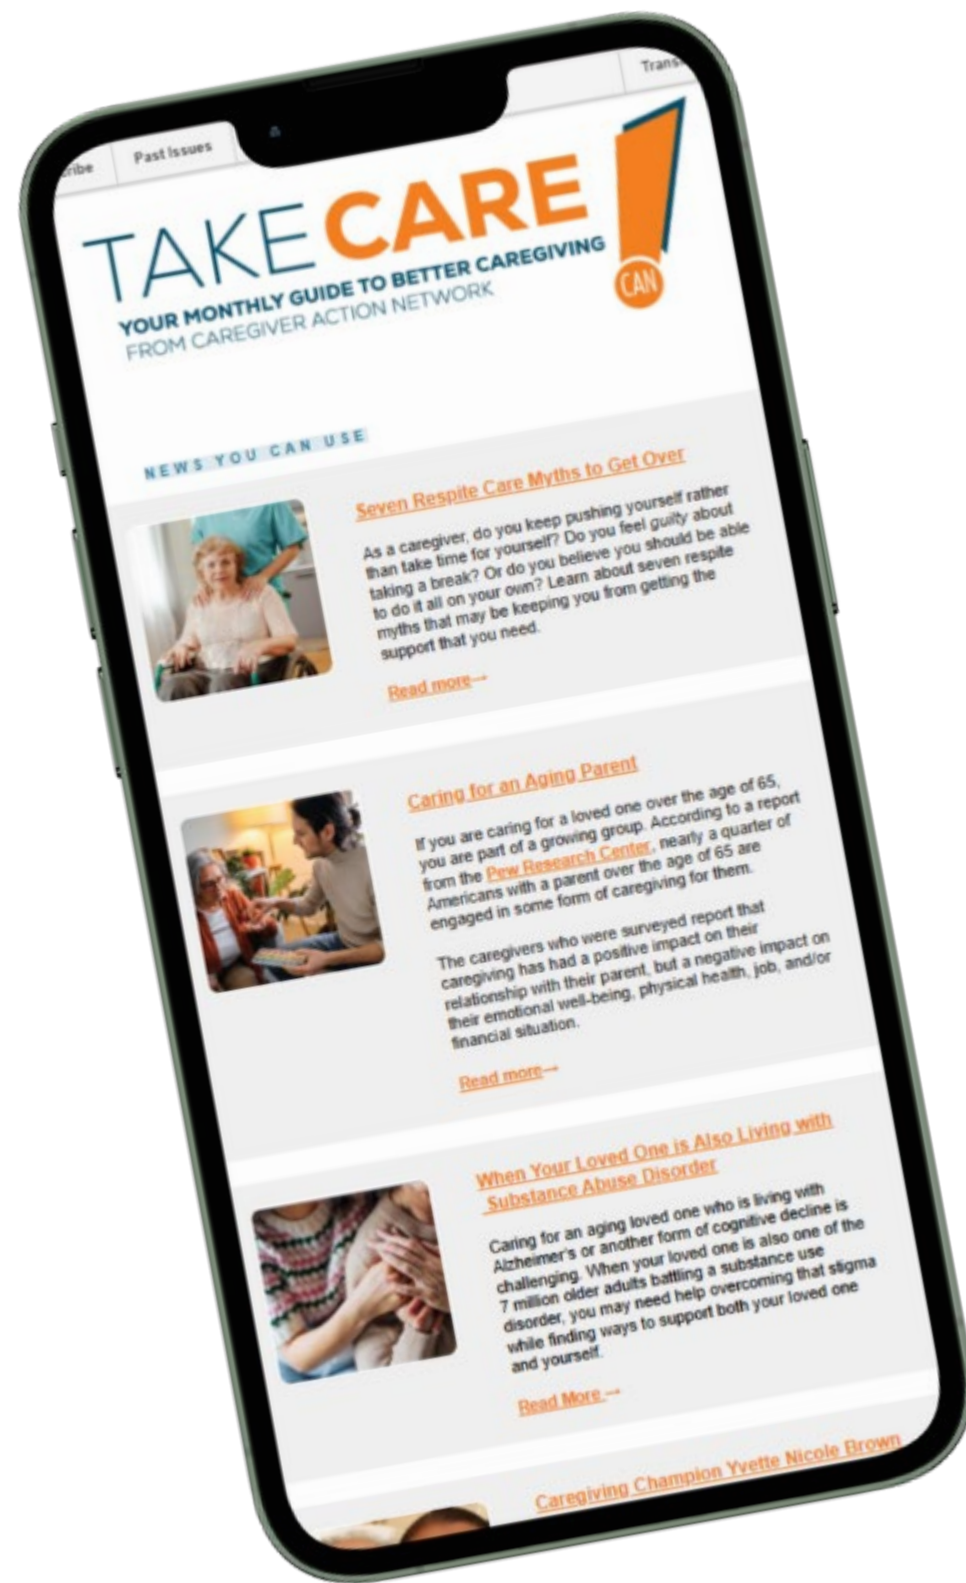 cribe
Past Issues
Trans
TAKE CARE
YOUR MONTHLY GUIDE TO BETTER CAREGIVING
FROM CAREGIVER ACTION NETWORK
CAN
NEWS YOU CAN USE
Seven Respite Care Myths to Get Over
As a caregiver, do you keep pushing yourself rather
than take time for yourself? Do you feel guilty about
taking a break? Or do you believe you should be able
to do it all on your own? Learn about seven respite
myths that may be keeping you from getting the
support that you need.
Read more→
Caring for an Aging Parent
If you are caring for a loved one over the age of 65,
you are part of a growing group. According to a report
from the Pew Research Center, nearly a quarter of
Americans with a parent over the age of 65 are
engaged in some form of caregiving for them.
The caregivers who were surveyed report that
caregiving has had a positive impact on their
relationship with their parent, but a negative impact on
their emotional well-being, physical health, job, and/or
financial situation.
Read more→
When Your Loved One is Also Living with
Substance Abuse Disorder
Caring for an aging loved one who is living with
Alzheimer's or another form of cognitive decline is
challenging. When your loved one is also one of the
7 million older adults battling a substance use
disorder, you may need help overcoming that stigma
while finding ways to support both your loved one
and yourself.
Read More →
Caregiving Champion Yvette Nicole Brown